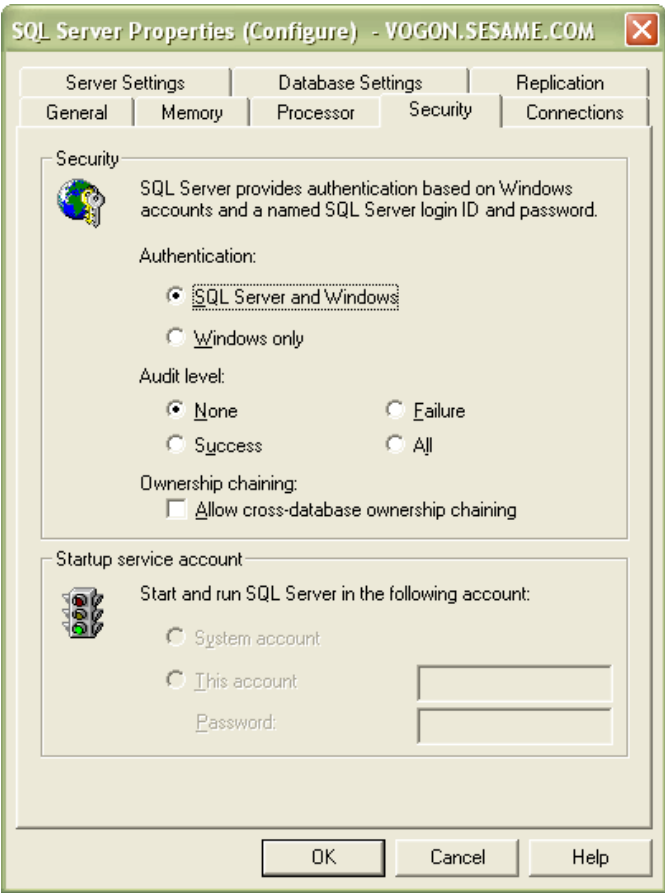 SQL Server Properties (Configure) - VOGON.SESAME.COM
Server Settings Database Settings Replication
General Memory Processor Security Connections
Security
SQL Server provides authentication based on Windows
accounts and a named SQL Server login ID and password.
Authentication:
SQL Server and Windows
Windows only
Audit level:
None Failure
Success All
Ownership chaining:
Allow cross-database ownership chaining
Startup service account
Start and run SQL Server in the following account:
System account
This account
Password:
OK Cancel Help